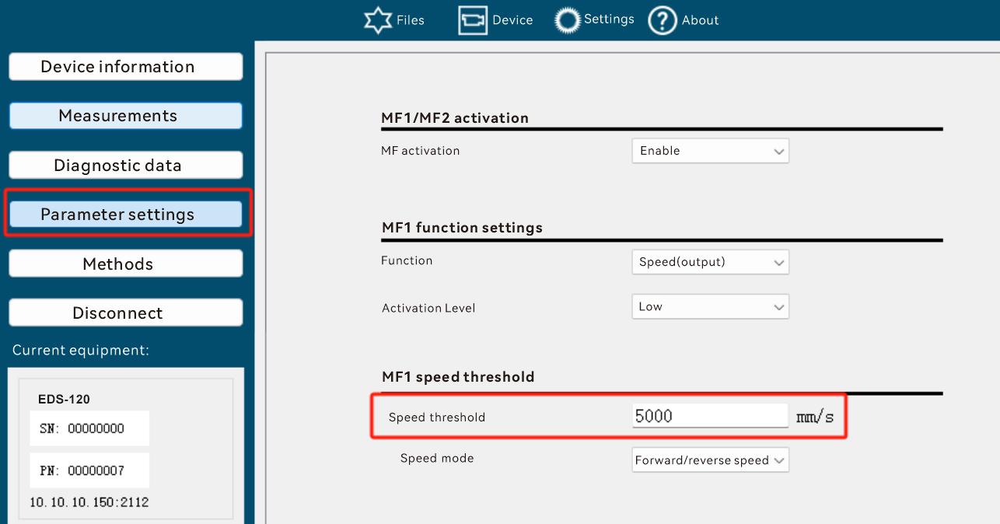 Files Device Settings About
Device information
Measurements
Diagnostic data
Parameter settings
Methods
Disconnect
Current equipment:
EDS-120
SN: 00000000
PN: 00000007
10.10.10.150:2112
MF1/MF2 activation
MF activation Enable
MF1 function settings
Function Speed(output)
Activation Level Low
MF1 speed threshold
Speed threshold 5000 mm/s
Speed mode Forward/reverse speed